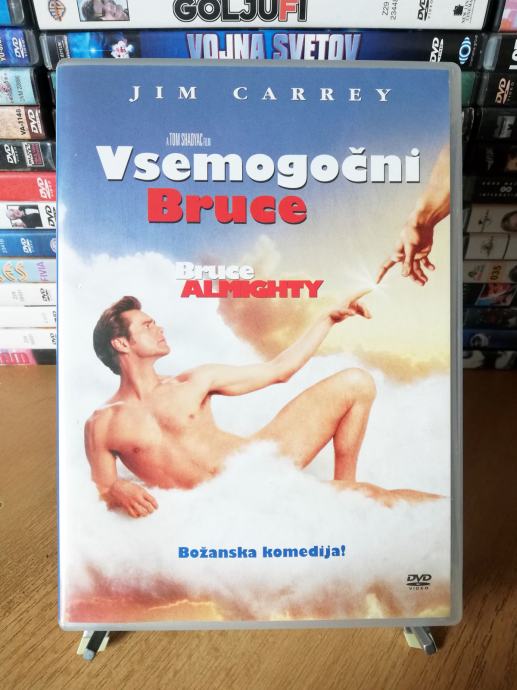 GOLJUFI
VOJNA SVETOV
JIM CARREY
A TOM SHADYAC FILM
Vsemogočni
Bruce
Bruce
ALMIGHTY
Božanska komedija!
DVD
VIDEO